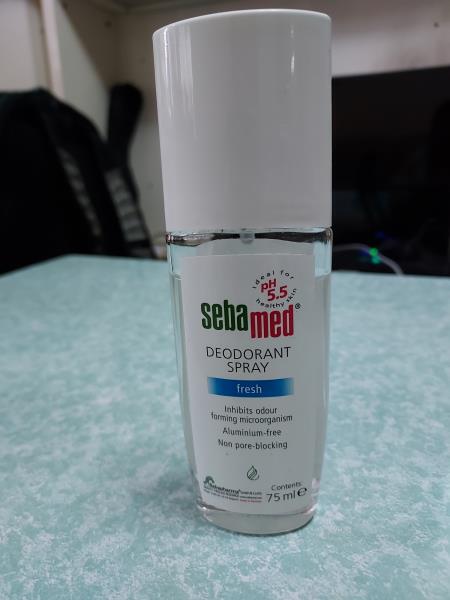 ideal for
pH
5.5
healthy skin
sebamed®
DEODORANT
SPRAY
fresh
Inhibits odour
forming microorganism
Aluminium-free
Non pore-blocking
Contents:
75 ml ℮